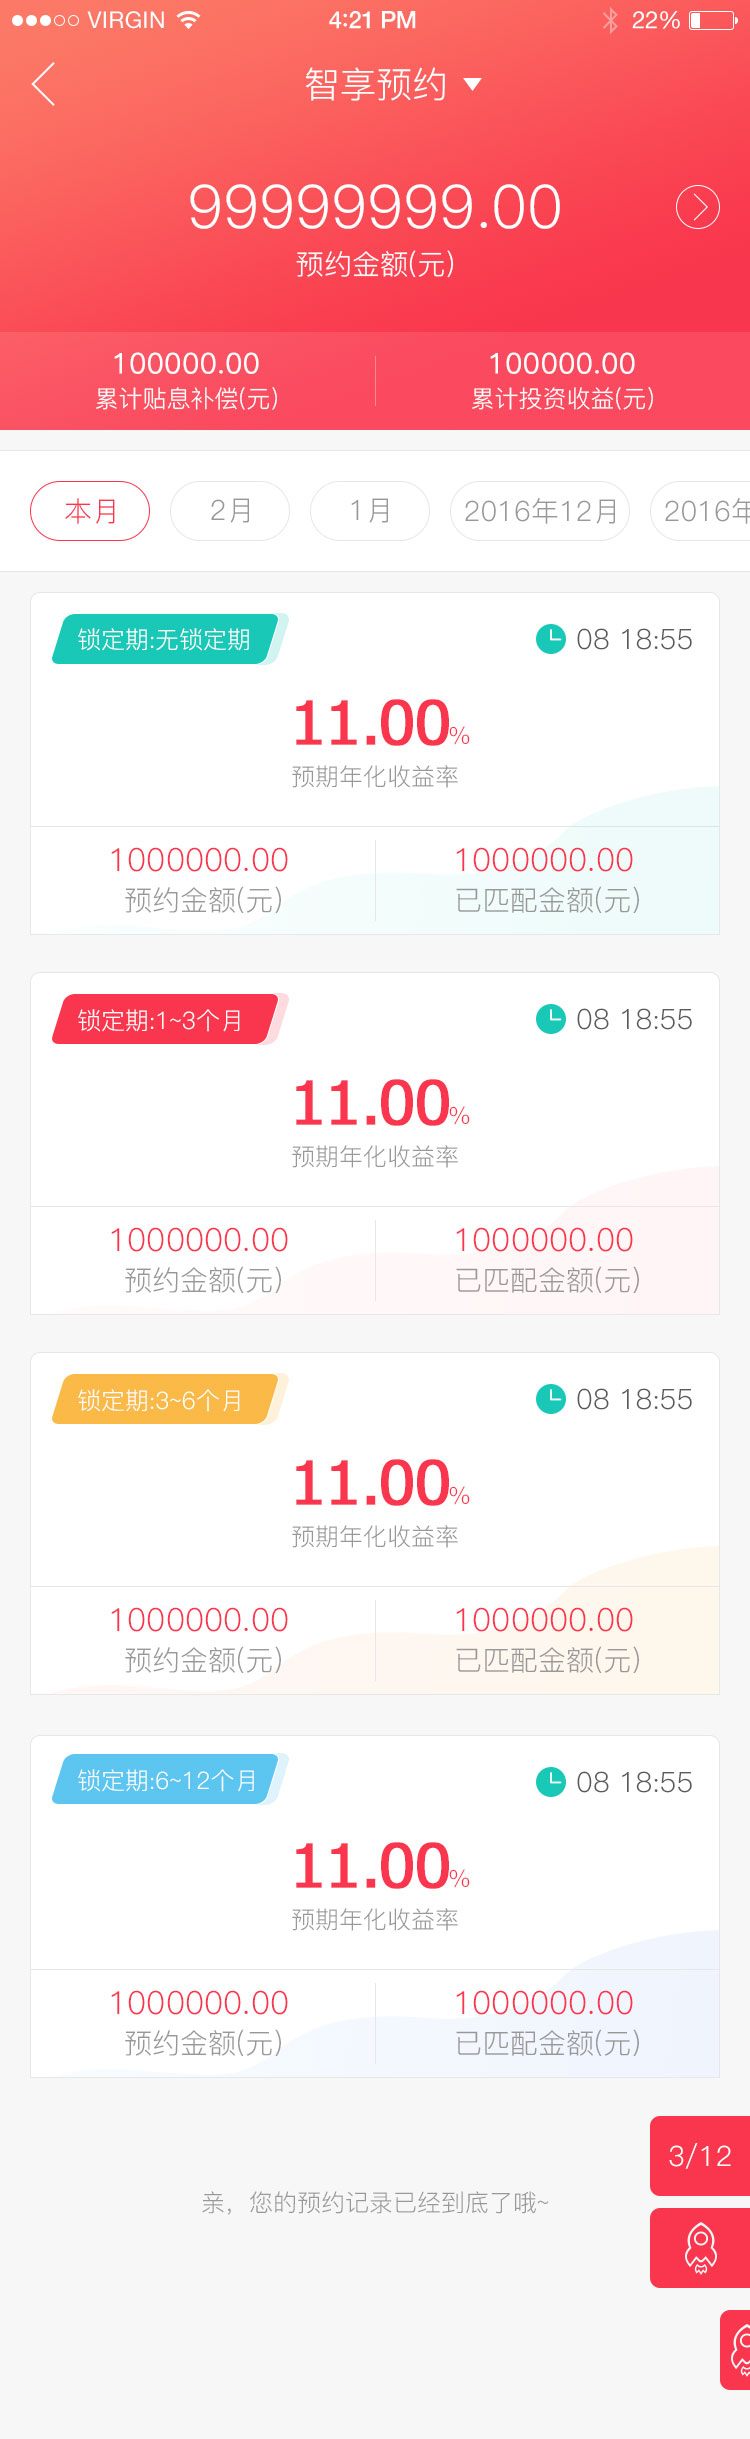 VIRGIN 4:21 PM 22%
智享预约
99999999.00
预约金额(元)
100000.00 100000.00
累计贴息补偿(元) 累计投资收益(元)
本月 2月 1月 2016年12月 2016年
锁定期:无锁定期 08 18:55
11.00%
预期年化收益率
1000000.00 1000000.00
预约金额(元) 已匹配金额(元)
锁定期:1~3个月 08 18:55
11.00%
预期年化收益率
1000000.00 1000000.00
预约金额(元) 已匹配金额(元)
锁定期:3~6个月 08 18:55
11.00%
预期年化收益率
1000000.00 1000000.00
预约金额(元) 已匹配金额(元)
锁定期:6~12个月 08 18:55
11.00%
预期年化收益率
1000000.00 1000000.00
预约金额(元) 已匹配金额(元)
3/12
亲，您的预约记录已经到底了哦~